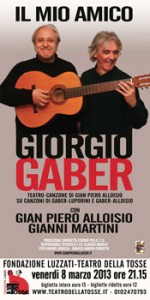 IL MIO AMICO
GIORGIO
GABER
TEATRO-CANZONE DI GIAN PIERO ALLOISIO
SU CANZONI DI GABER-LUPORINI E GABER-ALLOISIO
CON
GIAN PIERO ALLOISIO
GIANNI MARTINI
FONDAZIONE LUZZATI-TEATRO DELLA TOSSE
venerdì 8 marzo 2013 ore 21.15
biglietto intero euro 15 - biglietto ridotto euro 12
WWW.TEATRODELLATOSSE.IT - 0102470793